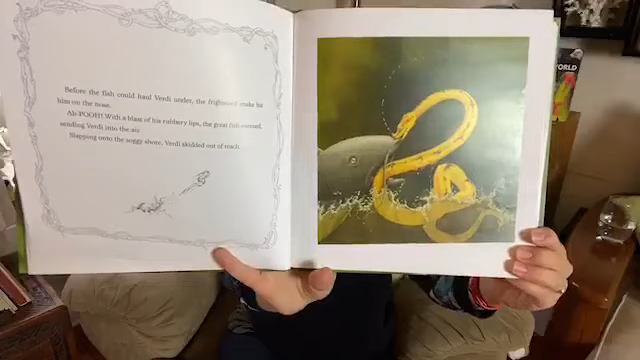 Before the fish could haul Verdi under, the frightened snake bit
him on the nose.
Ah-POOH! With a blast of his rubbery lips, the great fish
sending Verdi into the air.
Slapping onto the soggy shore, Verdi skidded out of reach.
WORLD